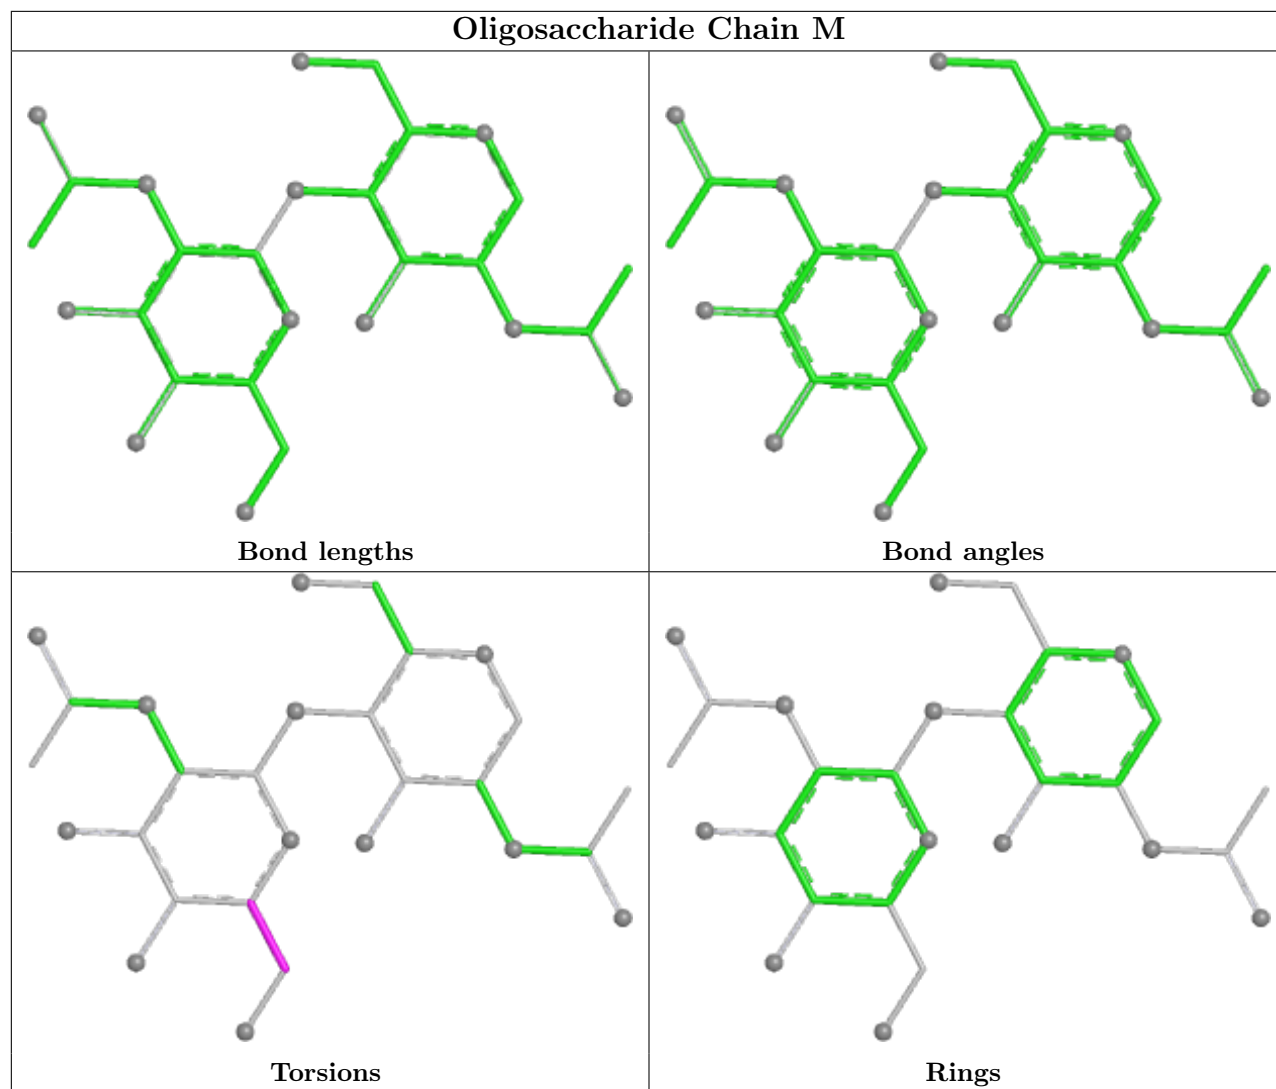 Oligosaccharide Chain M
Bond lengths
Bond angles
Torsions
Rings